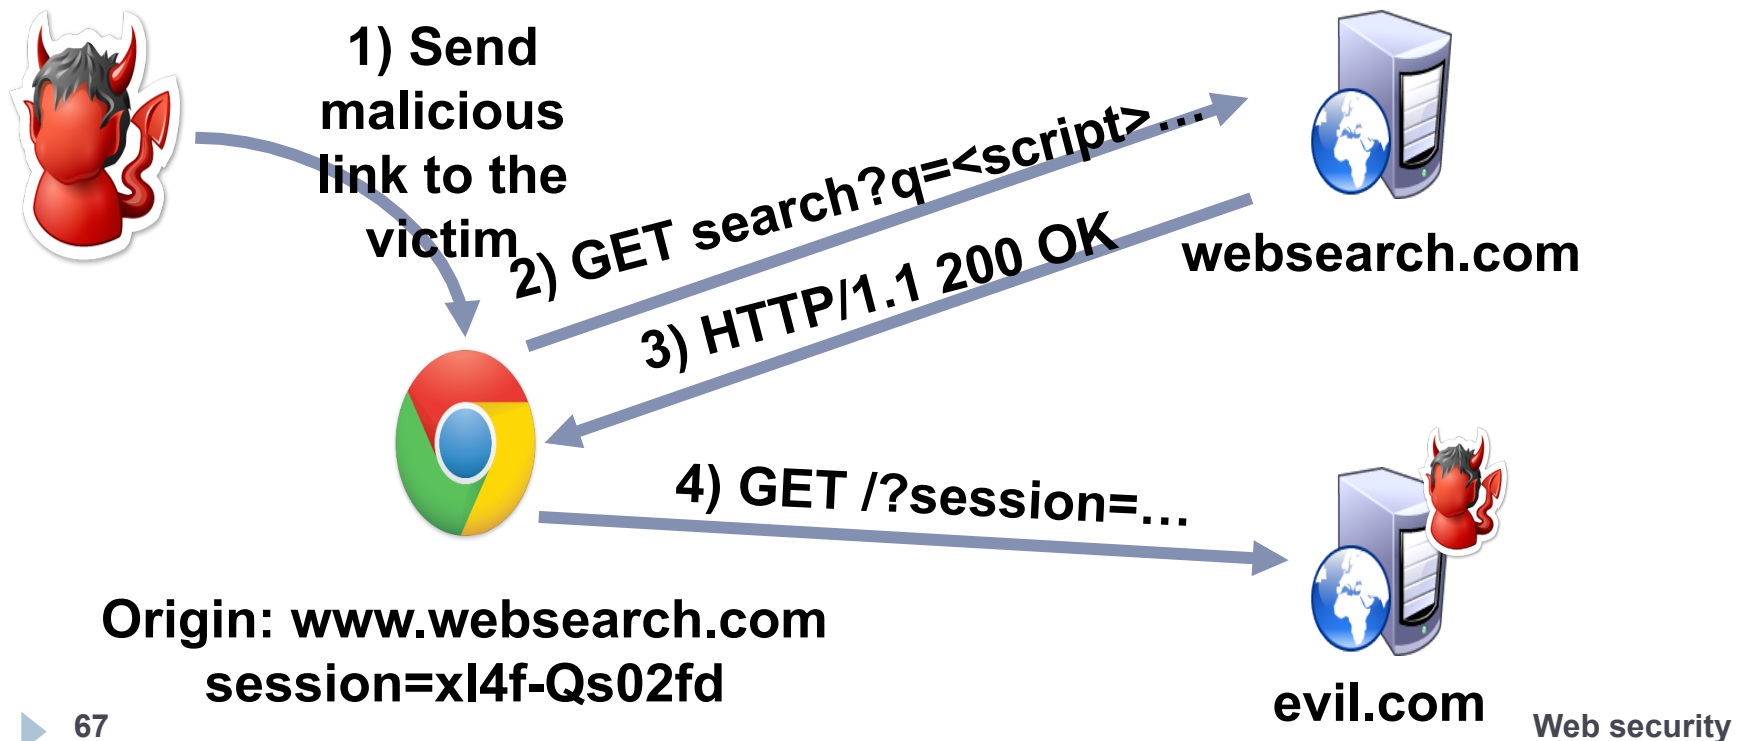 1) Send
malicious
link to the
victim
2) GET search?q=<script>…
3) HTTP/1.1 200 OK
websearch.com
4) GET /?session=…
Origin: www.websearch.com
session=xI4f-Qs02fd
evil.com
67
Web security